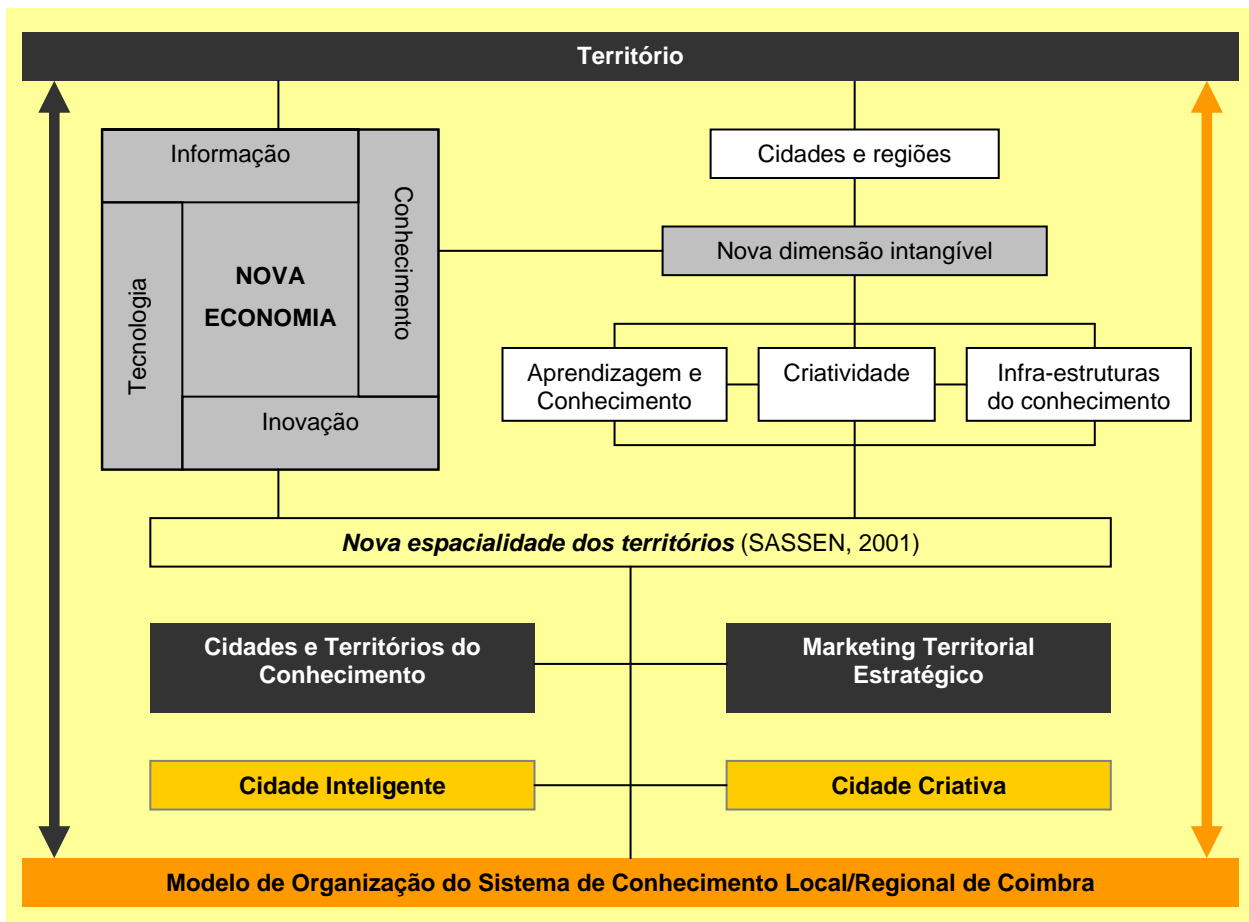 Território
Informação
Conhecimento
Tecnologia
NOVA
ECONOMIA
Inovação
Cidades e regiões
Nova dimensão intangível
Aprendizagem e
Conhecimento
Criatividade
Infra-estruturas
do conhecimento
Nova espacialidade dos territórios (SASSEN, 2001)
Cidades e Territórios do
Conhecimento
Marketing Territorial
Estratégico
Cidade Inteligente
Cidade Criativa
Modelo de Organização do Sistema de Conhecimento Local/Regional de Coimbra